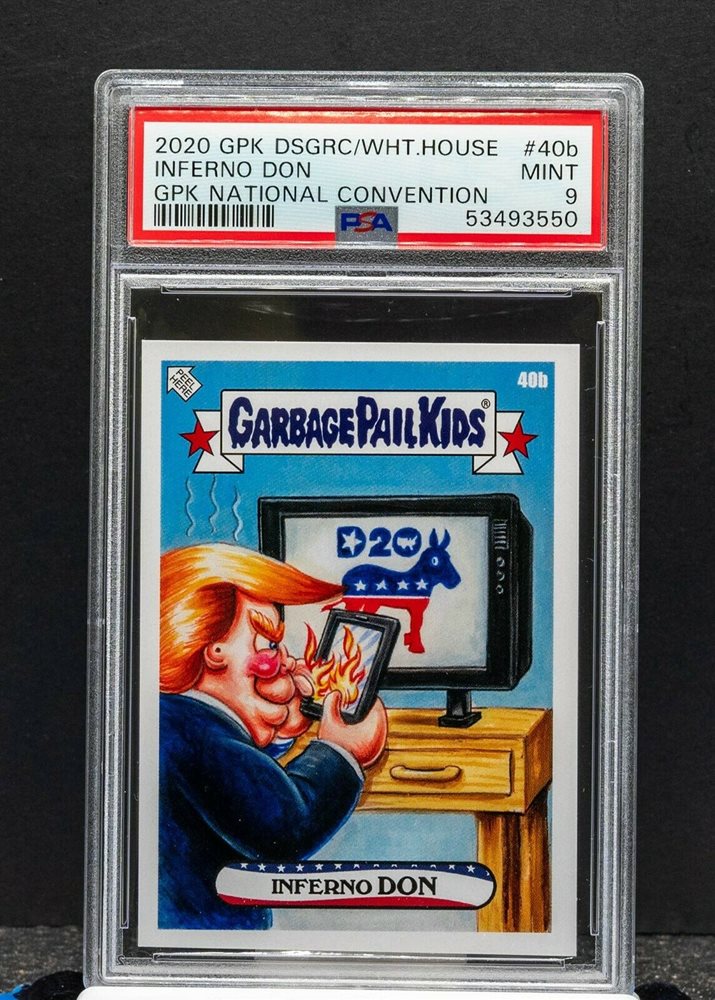 2020 GPK DSGRC/WHT.HOUSE #40b
INFERNO DON MINT
GPK NATIONAL CONVENTION 9
PSA 53493550
PEEL HERE!
40b
GARBAGE PAIL KIDS®
D20
INFERNO DON